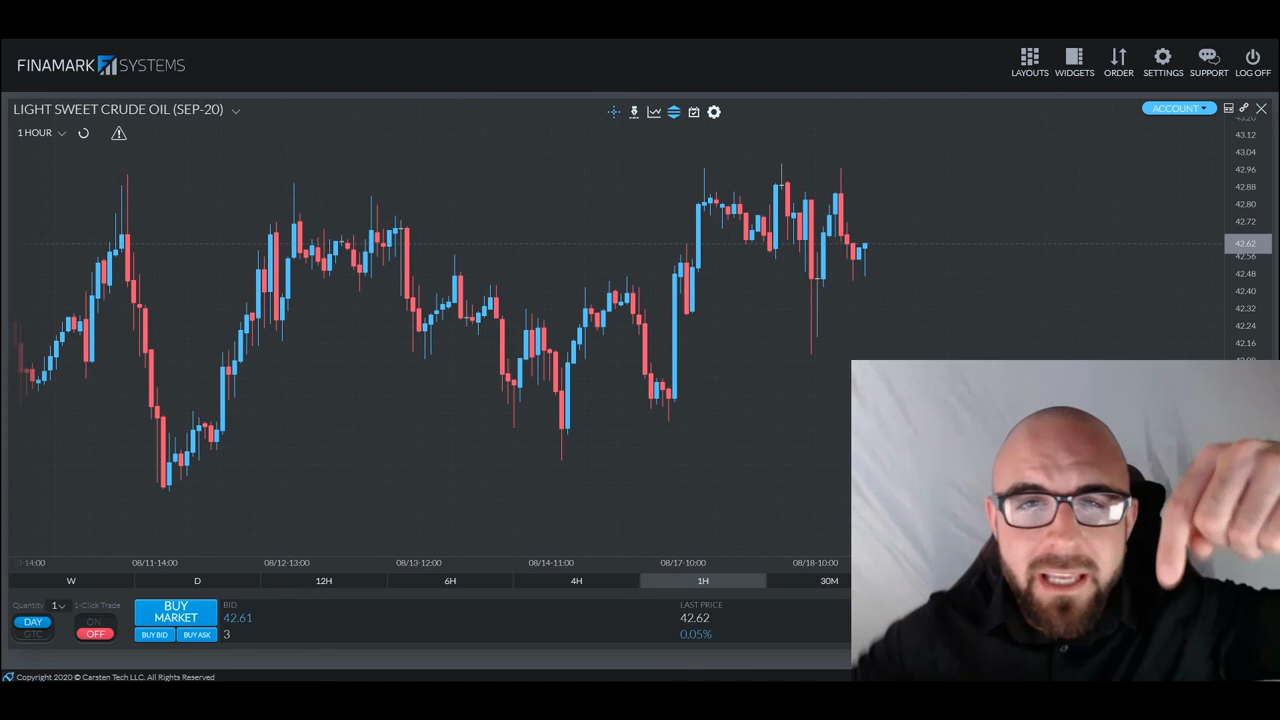 FINAMARK SYSTEMS
LAYOUTS WIDGETS ORDER SETTINGS SUPPORT LOG OFF
LIGHT SWEET CRUDE OIL (SEP-20)
ACCOUNT
1 HOUR
43.20
43.12
43.04
42.96
42.88
42.80
42.72
42.62
42.56
42.48
42.40
42.32
42.24
42.16
08/11-14:00 08/12-13:00 08/13-12:00 08/14-11:00 08/17-10:00 08/18-10:00
W D 12H 6H 4H 1H 30M
Quantity 1 1-Click Trade
DAY
GTC
ON
OFF
BUY
MARKET
BUY BID BUY ASK
BID
42.61
3
LAST PRICE
42.62
0.05%
Copyright 2020 © Carsten Tech LLC. All Rights Reserved